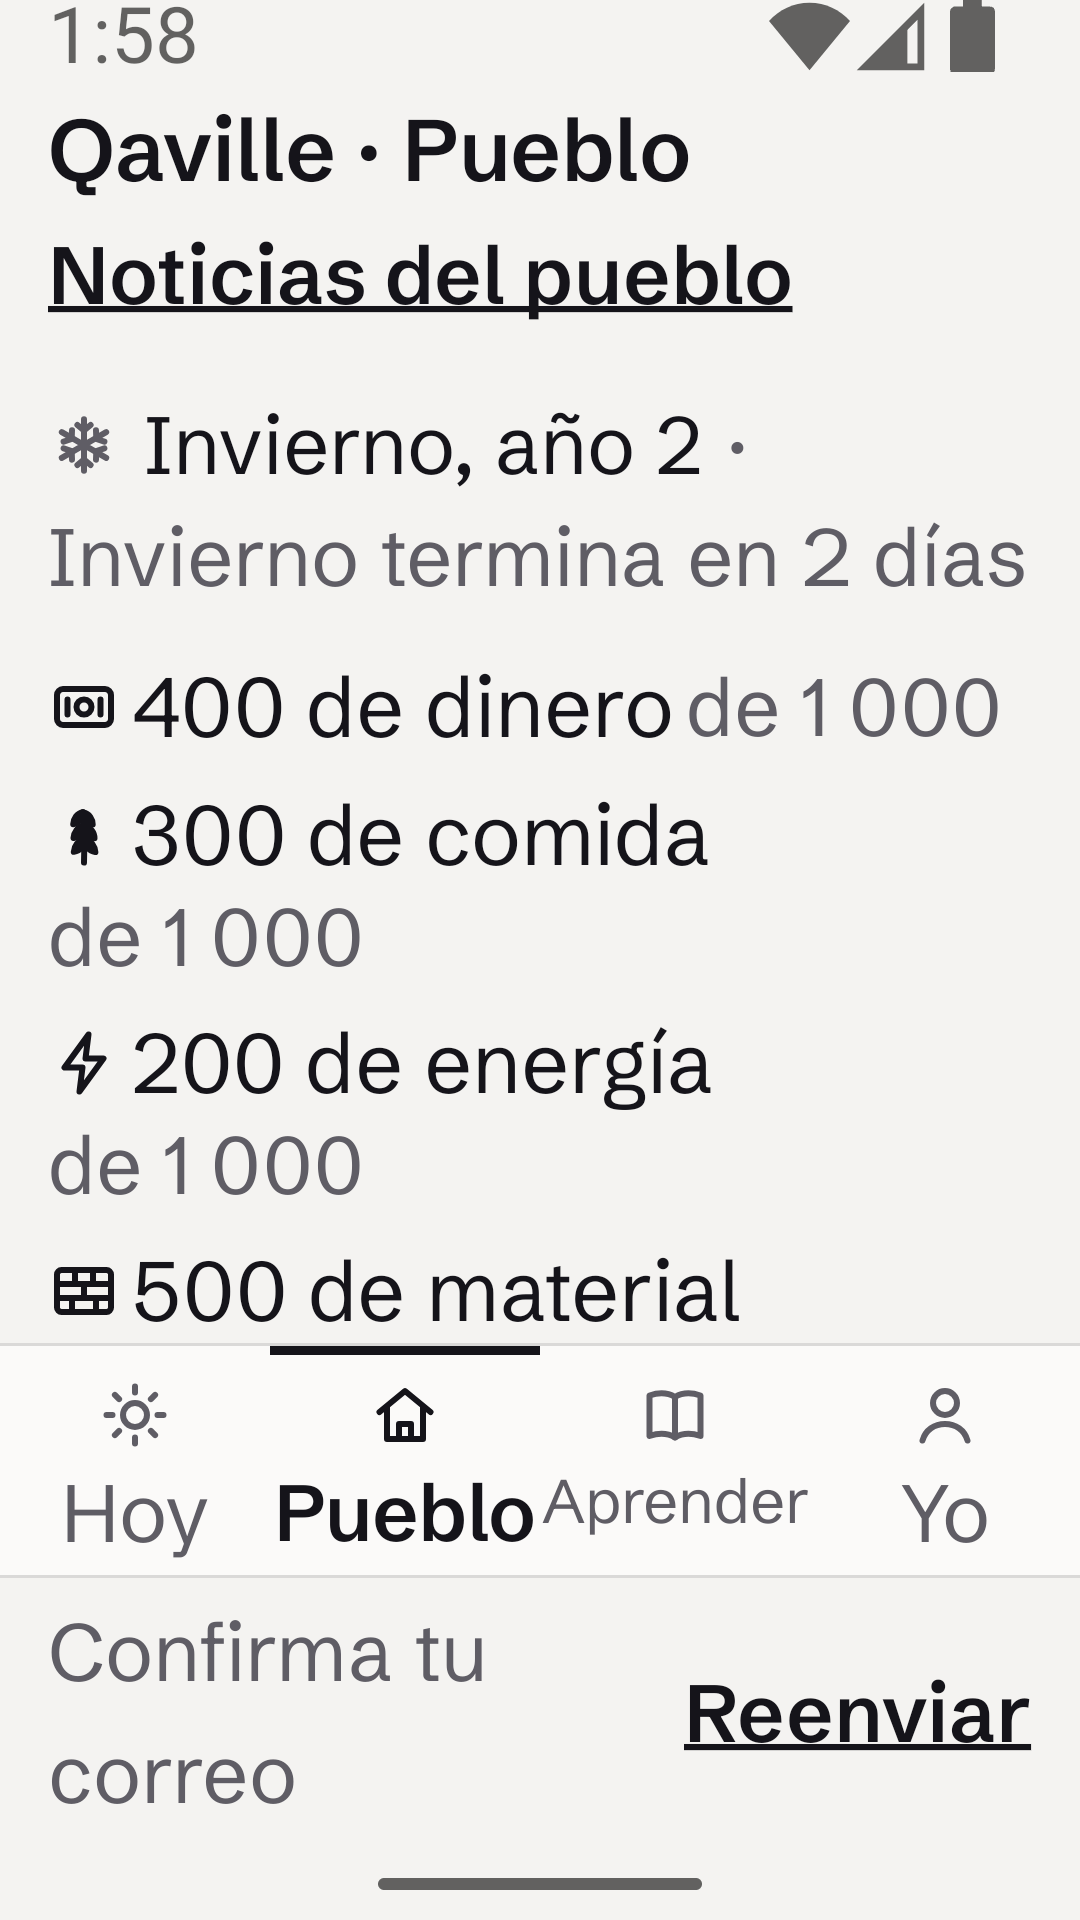 1:58
Qaville · Pueblo
Noticias del pueblo
Invierno, año 2 ·
Invierno termina en 2 días
400 de dinero de 1 000
300 de comida
de 1 000
200 de energía
de 1 000
500 de material
Hoy
Pueblo
Aprender
Yo
Confirma tu
correo
Reenviar